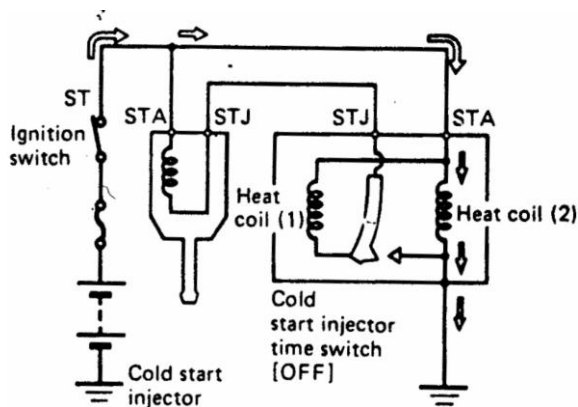 ST
Ignition
switch
STA
STJ
STJ
STA
Heat
coil (1)
Heat coil (2)
Cold
start injector
time switch
[OFF]
Cold start
injector